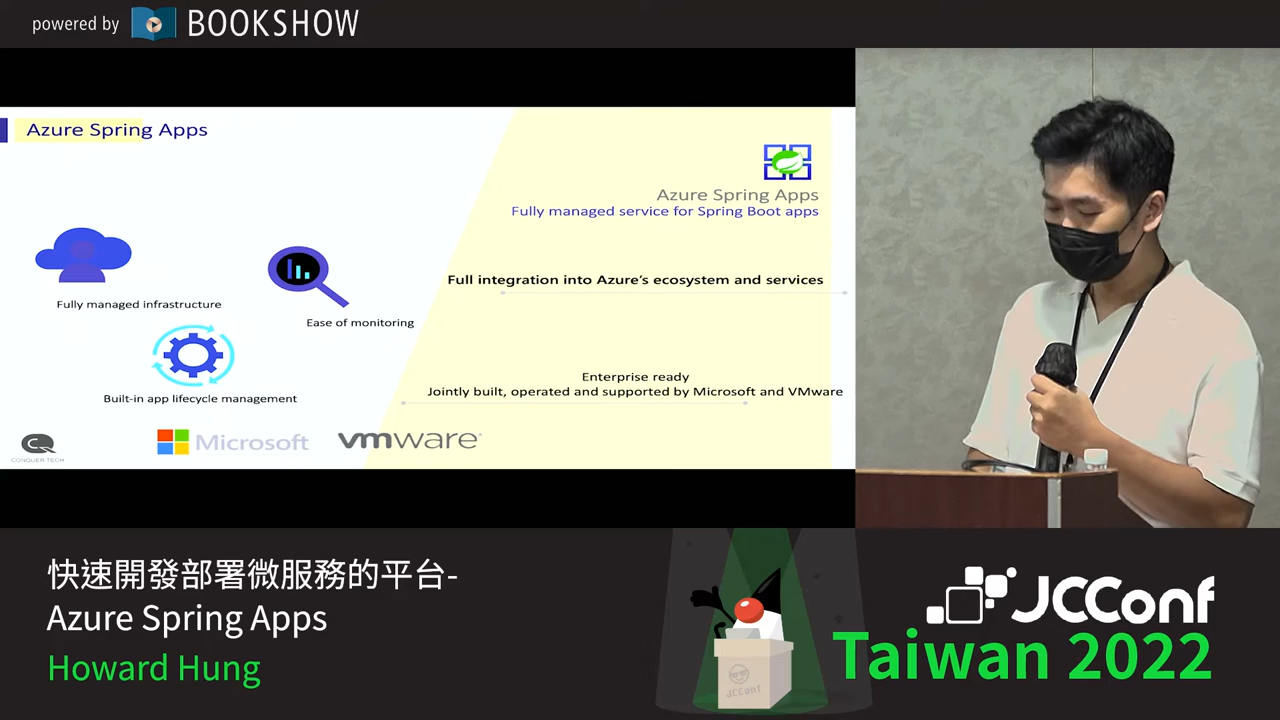 powered by BOOKSHOW
Azure Spring Apps
Azure Spring Apps
Fully managed service for Spring Boot apps
Full integration into Azure's ecosystem and services
Fully managed infrastructure
Ease of monitoring
Enterprise ready
Jointly built, operated and supported by Microsoft and VMware
Built-in app lifecycle management
CONQUER TECH
Microsoft
vmware
快速開發部署微服務的平台-
Azure Spring Apps
Howard Hung
JCConf
JCConf
Taiwan 2022